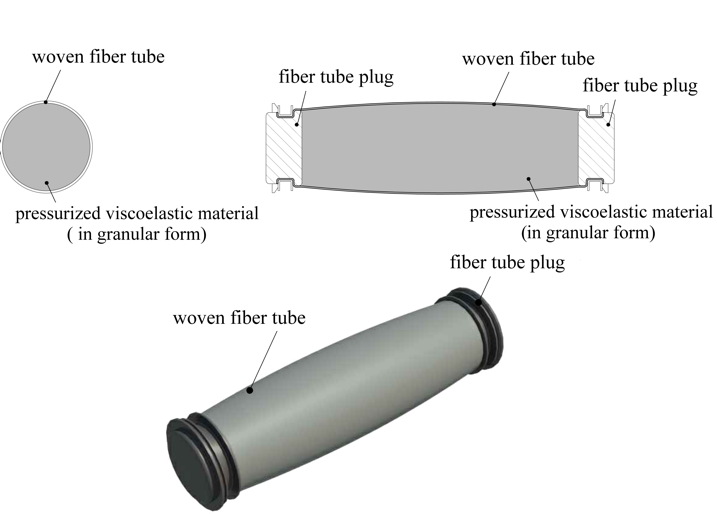 woven fiber tube
pressurized viscoelastic material
( in granular form)
fiber tube plug
woven fiber tube
fiber tube plug
pressurized viscoelastic material
(in granular form)
fiber tube plug
woven fiber tube